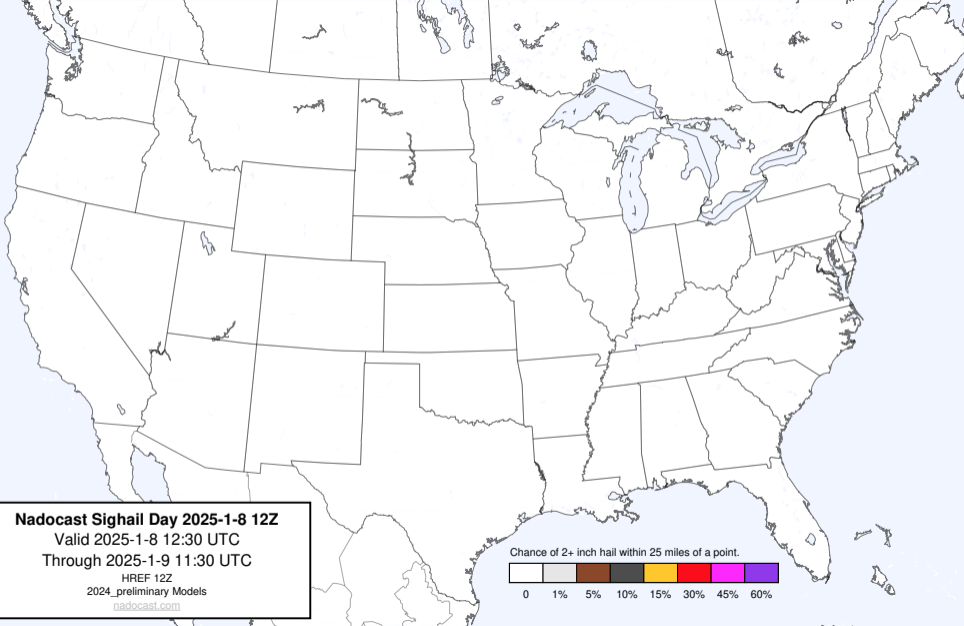 Nadocast Sighail Day 2025-1-8 12Z
Valid 2025-1-8 12:30 UTC
Through 2025-1-9 11:30 UTC
HREF 12Z
2024_preliminary Models
nadocast.com
Chance of 2+ inch hail within 25 miles of a point.
0 1% 5% 10% 15% 30% 45% 60%